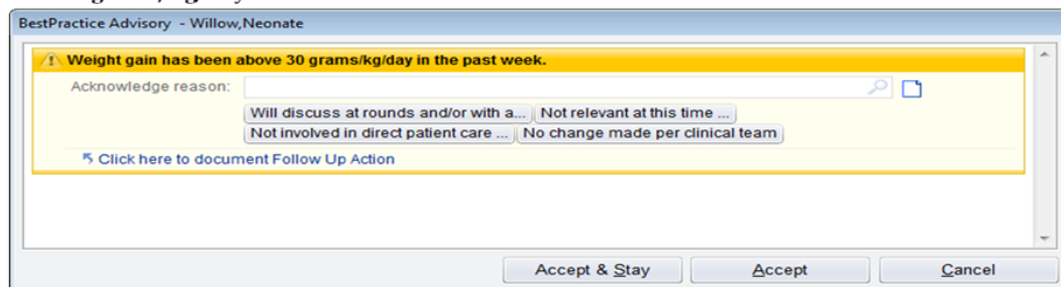 BestPractice Advisory - Willow,Neonate
Weight gain has been above 30 grams/kg/day in the past week.
Acknowledge reason:
Will discuss at rounds and/or with a... Not relevant at this time ...
Not involved in direct patient care ... No change made per clinical team
Click here to document Follow Up Action
Accept & Stay Accept Cancel